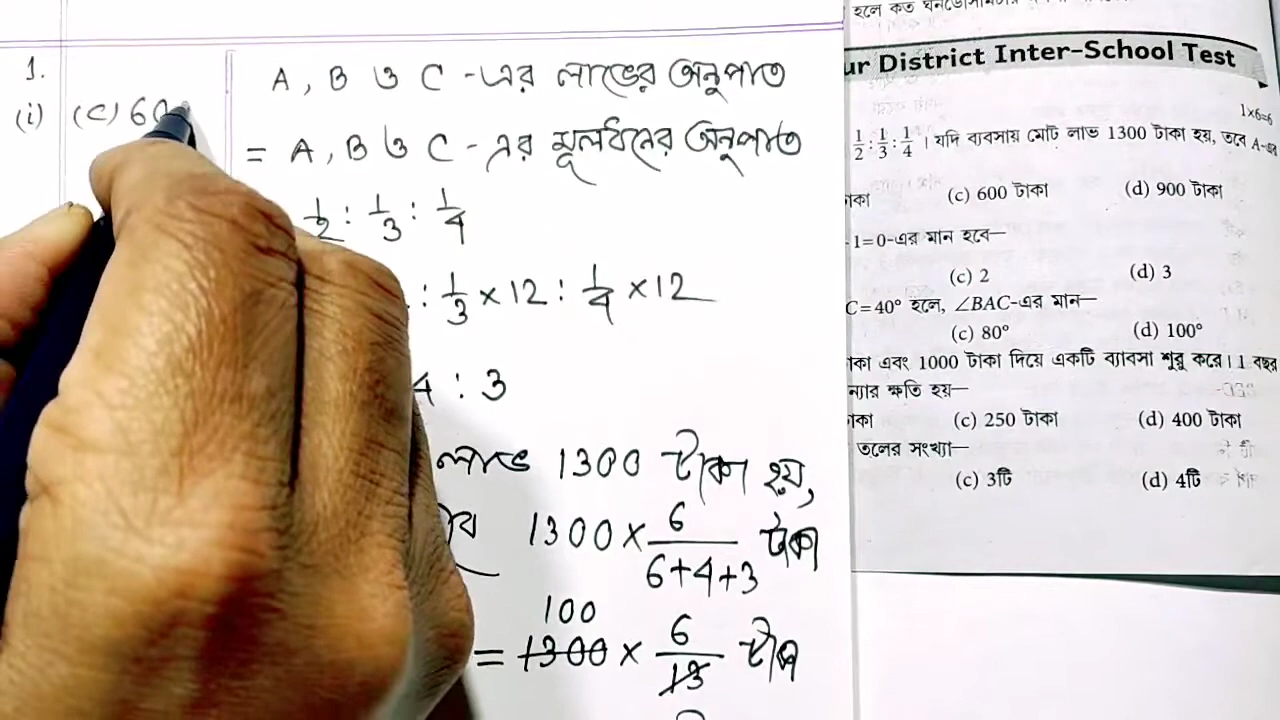 1.
(i) (c) 60
A, B ও C -এর লাভের অনুপাত
= A, B ও C -এর মূলধনের অনুপাত
1/2 : 1/3 : 1/4
: 1/3 × 12 : 1/4 × 12
4 : 3
লাভ 1300 টাকা হয়,
1300 × 6/(6+4+3) টাকা
100
= 1300 × 6/13
হলে কত
ur District Inter-School Test
1×6=6
1/2 : 1/3 : 1/4 । যদি ব্যবসায় মোট লাভ 1300 টাকা হয়, তবে A-এর
টাকা (c) 600 টাকা (d) 900 টাকা
-1=0-এর মান হবে—
(c) 2 (d) 3
C=40° হলে, ∠BAC-এর মান—
(c) 80° (d) 100°
কা এবং 1000 টাকা দিয়ে একটি ব্যাবসা শুরু করে। 1 বছর
ন্যার ক্ষতি হয়—
াকা (c) 250 টাকা (d) 400 টাকা
তলের সংখ্যা—
(c) 3টি (d) 4টি